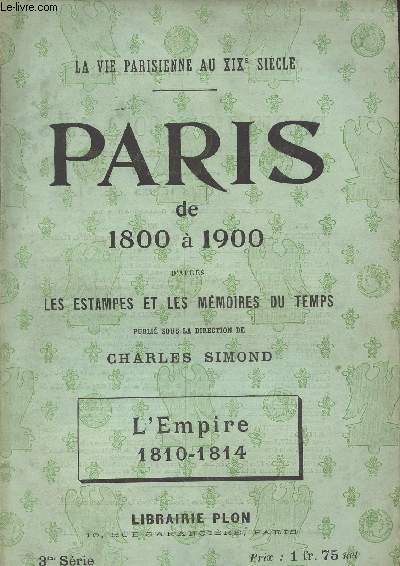 Le-livre.com
LA VIE PARISIENNE AU XIXᵉ SIECLE
PARIS
de
1800 à 1900
D'APRÈS
LES ESTAMPES ET LES MÉMOIRES DU TEMPS
PUBLIÉ SOUS LA DIRECTION DE
CHARLES SIMOND
L'Empire
1810-1814
LIBRAIRIE PLON
10, RUE GARANCIÈRE, PARIS
3ᵐᵉ Série
Prix : 1 fr. 75 net